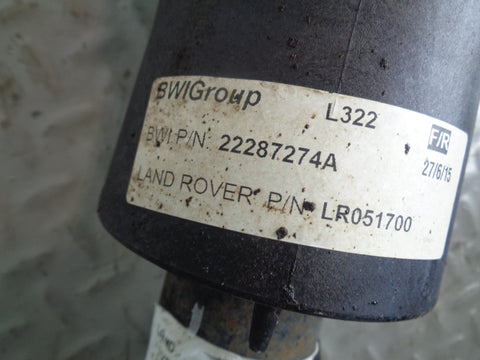 BWIGroup L322
BWI P/N: 22287274A F/R
27/6/15
LAND ROVER P/N LR051700